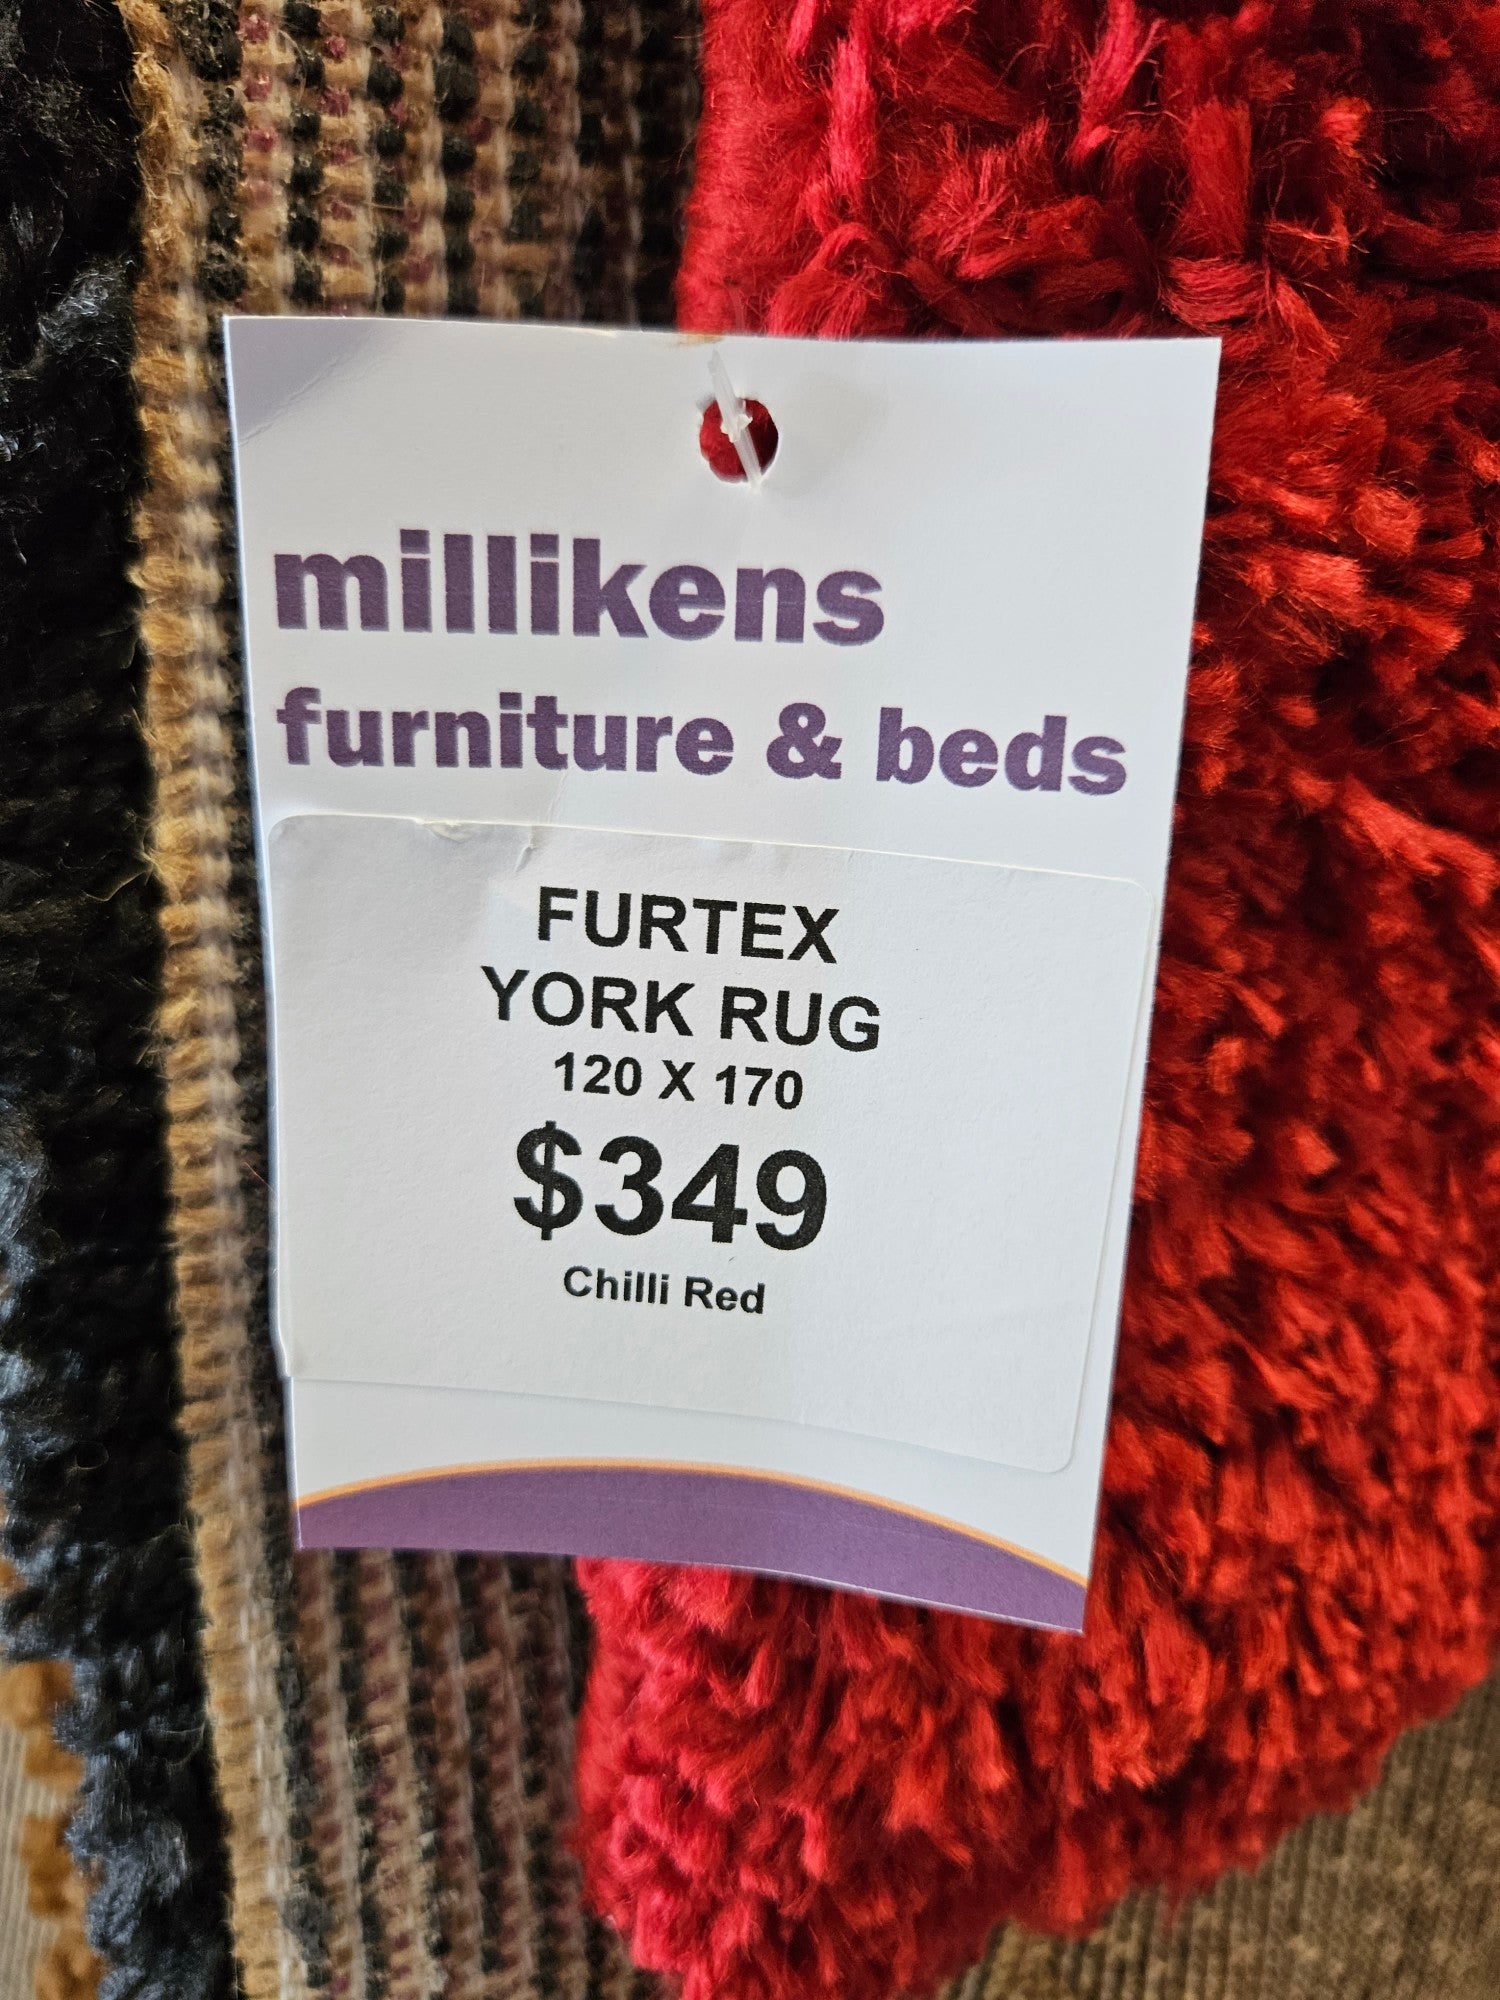 millikens
furniture & beds
FURTEX
YORK RUG
120 X 170
$349
Chilli Red